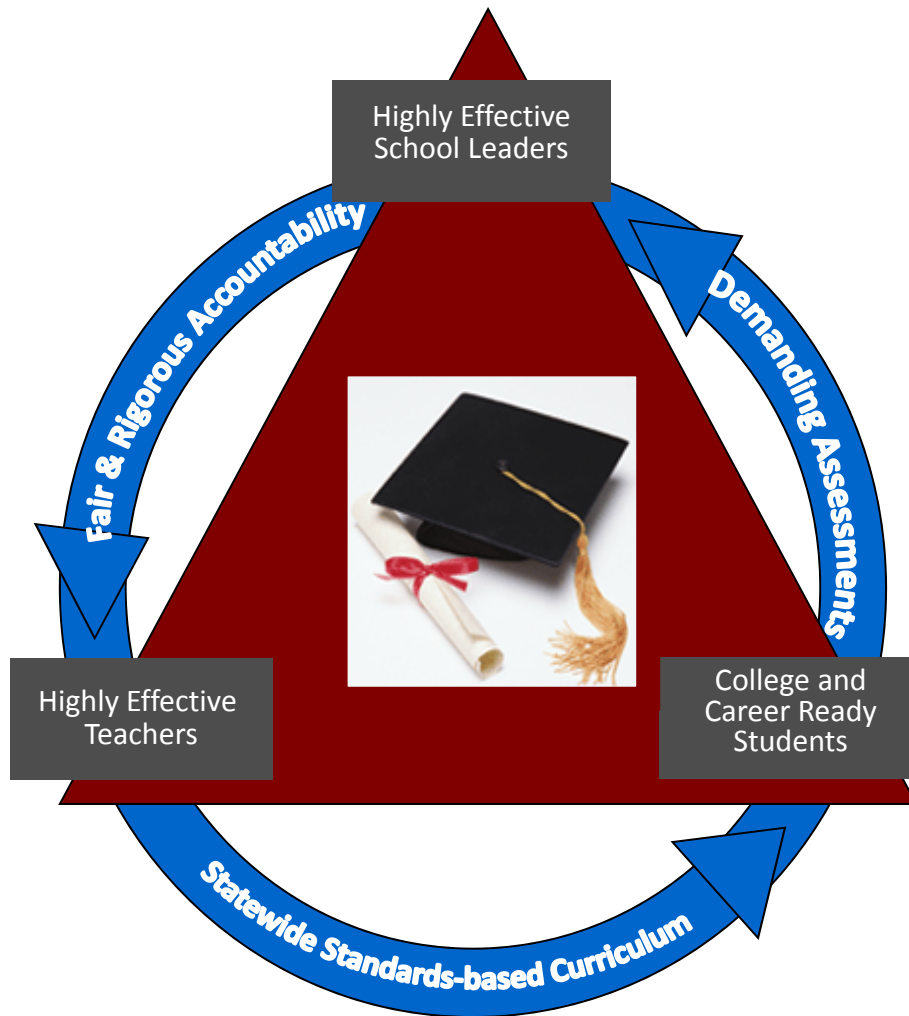 Highly Effective
School Leaders
Fair & Rigorous Accountability
Demanding Assessments
Highly Effective
Teachers
College and
Career Ready
Students
Statewide Standards-based Curriculum